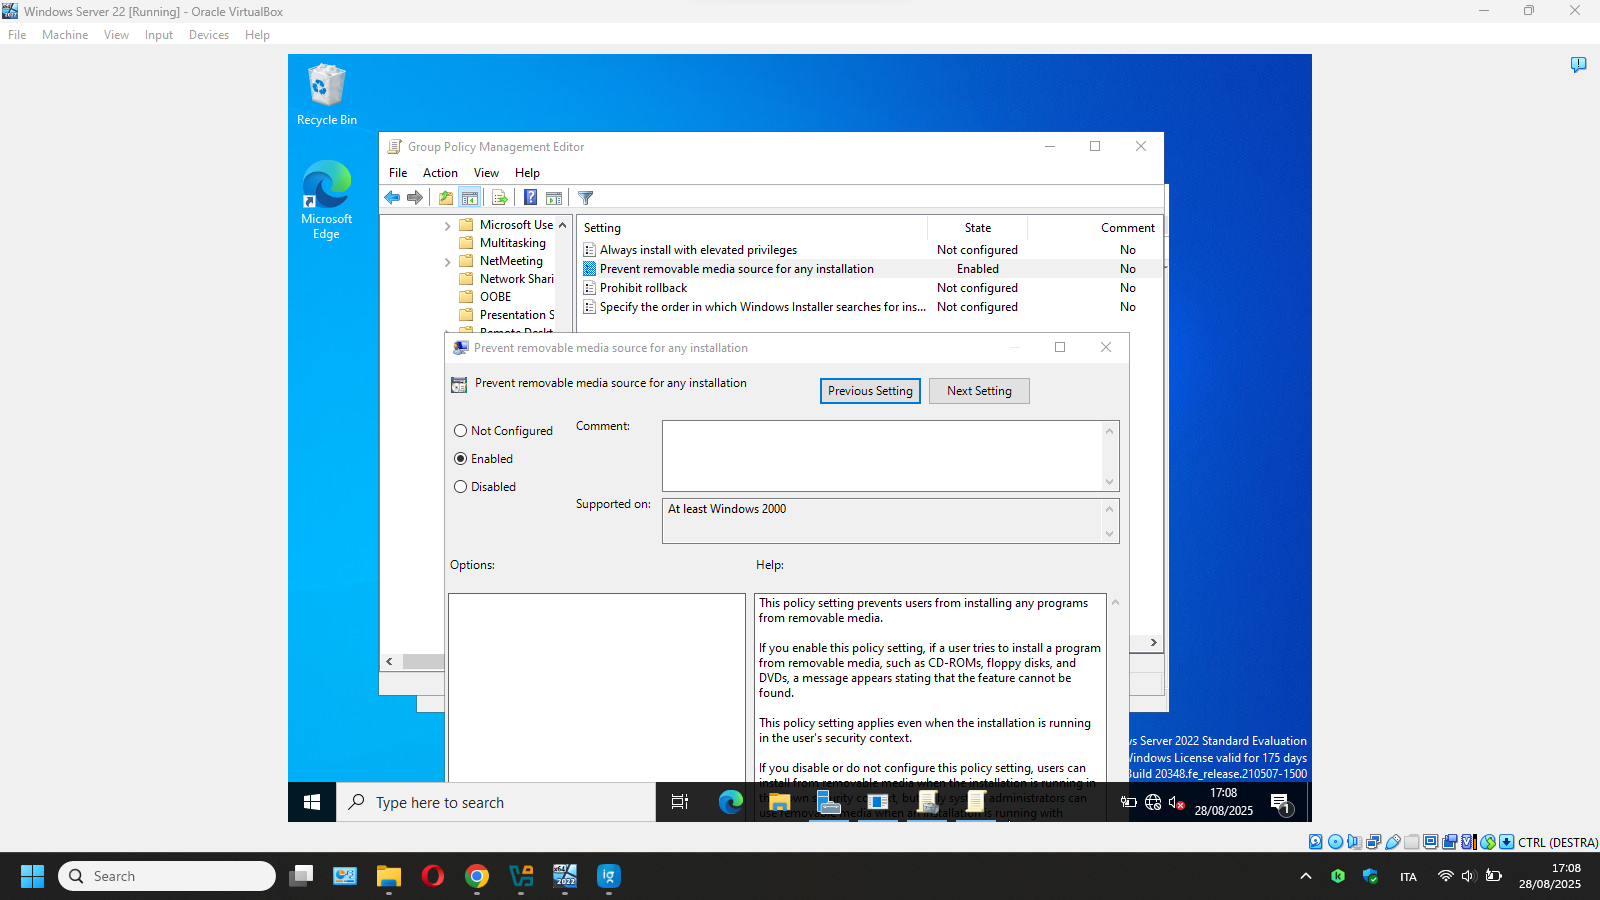 Windows Server 22 [Running] - Oracle VirtualBox
File Machine View Input Devices Help
Recycle Bin
Microsoft
Edge
Group Policy Management Editor
File Action View Help
Microsoft Use
Multitasking
NetMeeting
Network Shari
OOBE
Presentation S
Remote Deskt
Setting State Comment
Always install with elevated privileges Not configured No
Prevent removable media source for any installation Enabled No
Prohibit rollback Not configured No
Specify the order in which Windows Installer searches for ins... Not configured No
Prevent removable media source for any installation
Prevent removable media source for any installation
Previous Setting Next Setting
Not Configured
Enabled
Disabled
Comment:
Supported on:
At least Windows 2000
Options:
Help:
This policy setting prevents users from installing any programs
from removable media.
If you enable this policy setting, if a user tries to install a program
from removable media, such as CD-ROMs, floppy disks, and
DVDs, a message appears stating that the feature cannot be
found.
This policy setting applies even when the installation is running
in the user's security context.
If you disable or do not configure this policy setting, users can
install from removable media when the installation is running in
security context, but system administrators can
use removable media when an installation is running with
s Server 2022 Standard Evaluation
Windows License valid for 175 days
Build 20348.fe_release.210507-1500
Type here to search
17:08
28/08/2025
1
CTRL (DESTRA)
Search
x64
2022
ig
ITA
17:08
28/08/2025